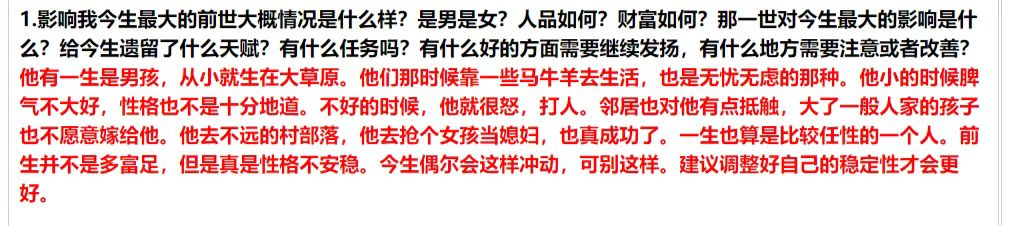 1.影响我今生最大的前世大概情况是什么样？是男是女？人品如何？财富如何？那一世对今生最大的影响是什
么？给今生遗留了什么天赋？有什么任务吗？有什么好的方面需要继续发扬，有什么地方需要注意或者改善？
他有一生是男孩，从小就生在大草原。他们那时候靠一些马牛羊去生活，也是无忧无虑的那种。他小的时候脾
气不大好，性格也不是十分地道。不好的时候，他就很怒，打人。邻居也对他有点抵触，大了一般人家的孩子
也不愿意嫁给他。他去不远的村部落，他去抢个女孩当媳妇，也真成功了。一生也算是比较任性的一个人。前
生并不是多富足，但是真是性格不安稳。今生偶尔会这样冲动，可别这样。建议调整好自己的稳定性才会更
好。